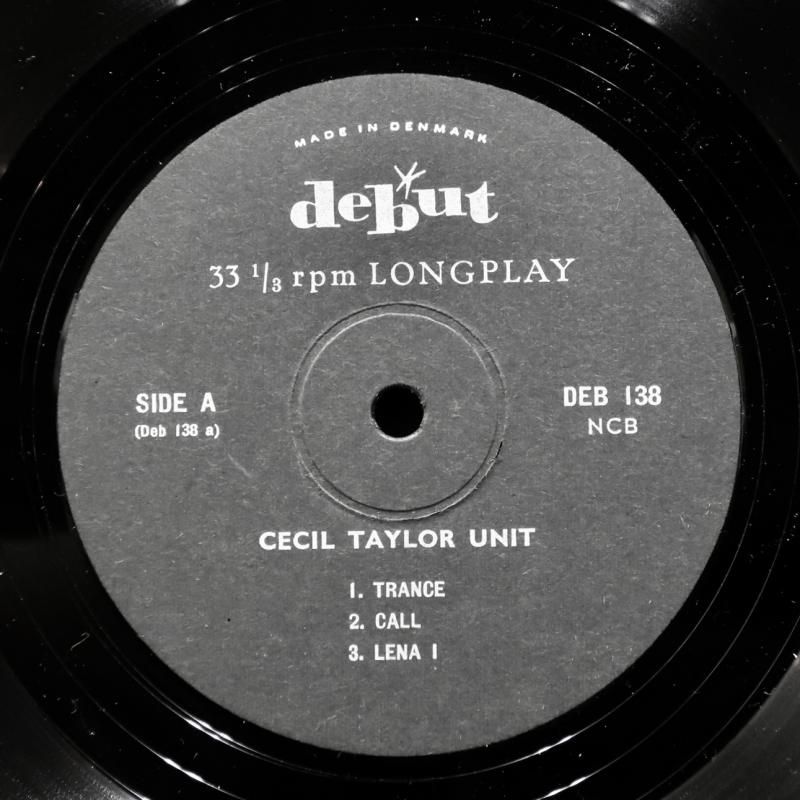 MADE IN DENMARK
debut
33 1/3 rpm LONGPLAY
SIDE A
(Deb 138 a)
DEB 138
NCB
CECIL TAYLOR UNIT
1. TRANCE
2. CALL
3. LENA I